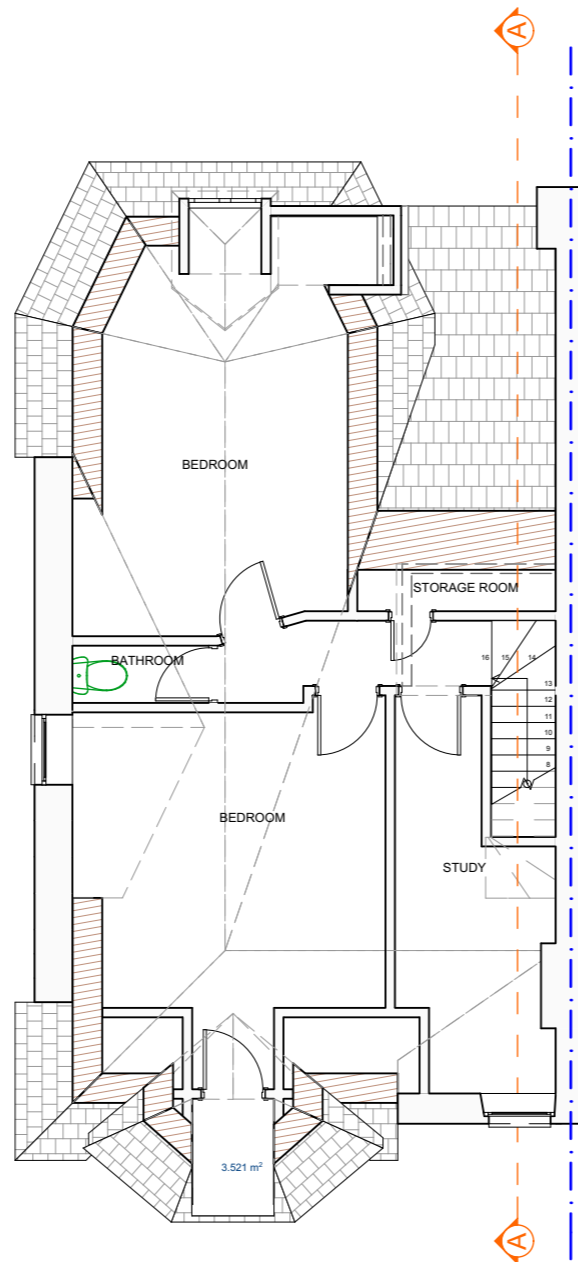 A
BEDROOM
STORAGE ROOM
BATHROOM
16 15 14
13
12
11
10
9
8
BEDROOM
STUDY
3.521 m²
A